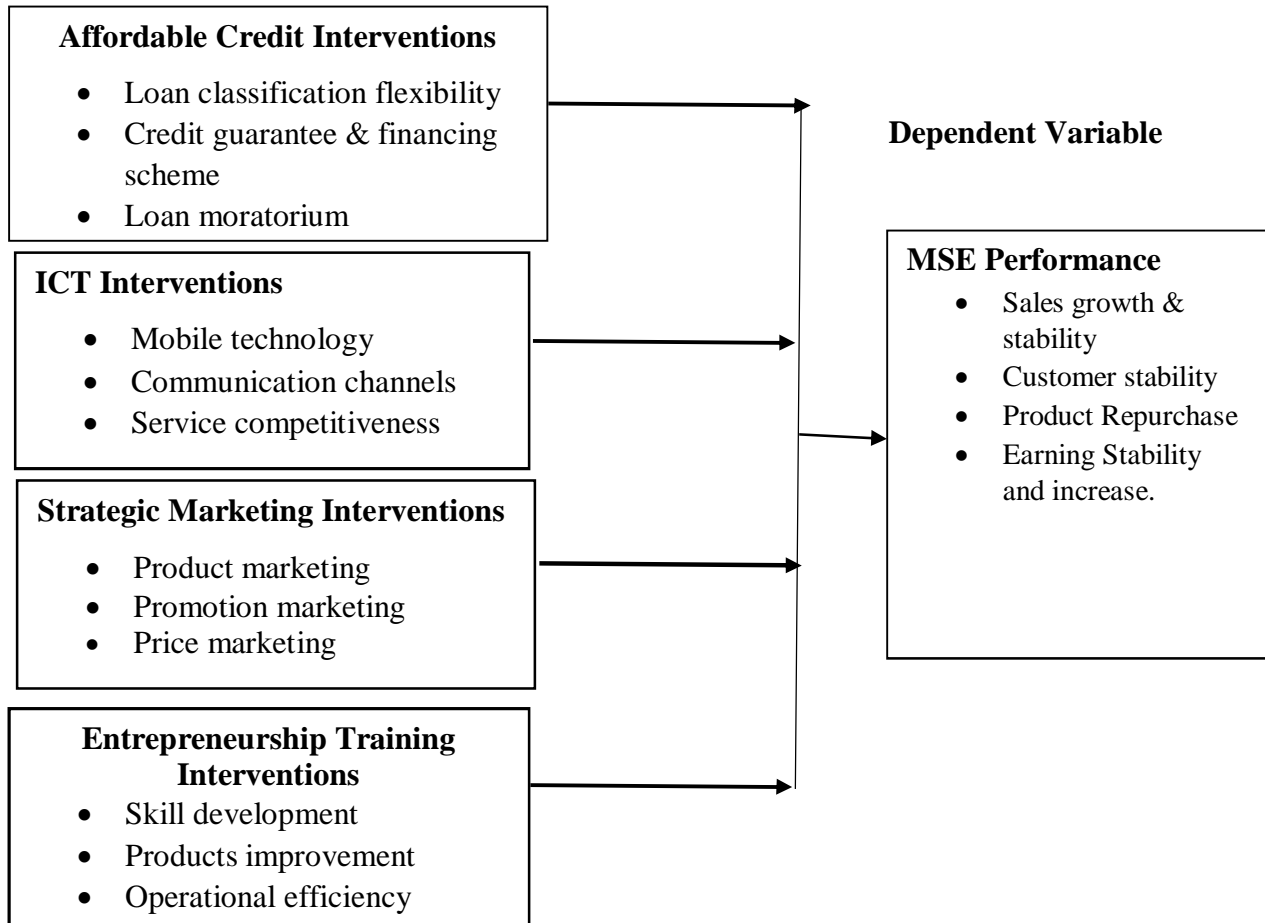 Affordable Credit Interventions
• Loan classification flexibility
• Credit guarantee & financing
scheme
• Loan moratorium
ICT Interventions
• Mobile technology
• Communication channels
• Service competitiveness
Strategic Marketing Interventions
• Product marketing
• Promotion marketing
• Price marketing
Entrepreneurship Training
Interventions
• Skill development
• Products improvement
• Operational efficiency
Dependent Variable
MSE Performance
• Sales growth &
stability
• Customer stability
• Product Repurchase
• Earning Stability
and increase.